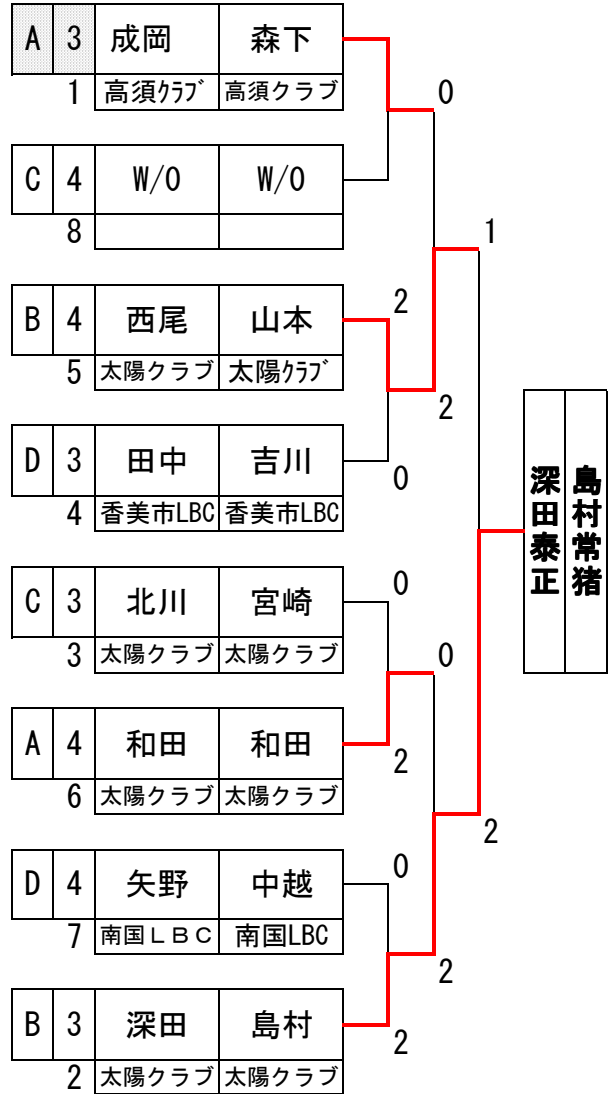 A 3 成岡 森下
1 高須ｸﾗﾌﾞ 高須クラブ
0
C 4 W/O W/O
8
1
B 4 西尾 山本
2
5 太陽クラブ 太陽ｸﾗﾌﾞ
2
D 3 田中 吉川
0
4 香美市LBC 香美市LBC
深田泰正 島村常猪
C 3 北川 宮崎
0
3 太陽クラブ 太陽クラブ
0
A 4 和田 和田
2
6 太陽クラブ 太陽クラブ
2
D 4 矢野 中越
0
7 南国ＬＢＣ 南国LBC
2
B 3 深田 島村
2
2 太陽クラブ 太陽クラブ